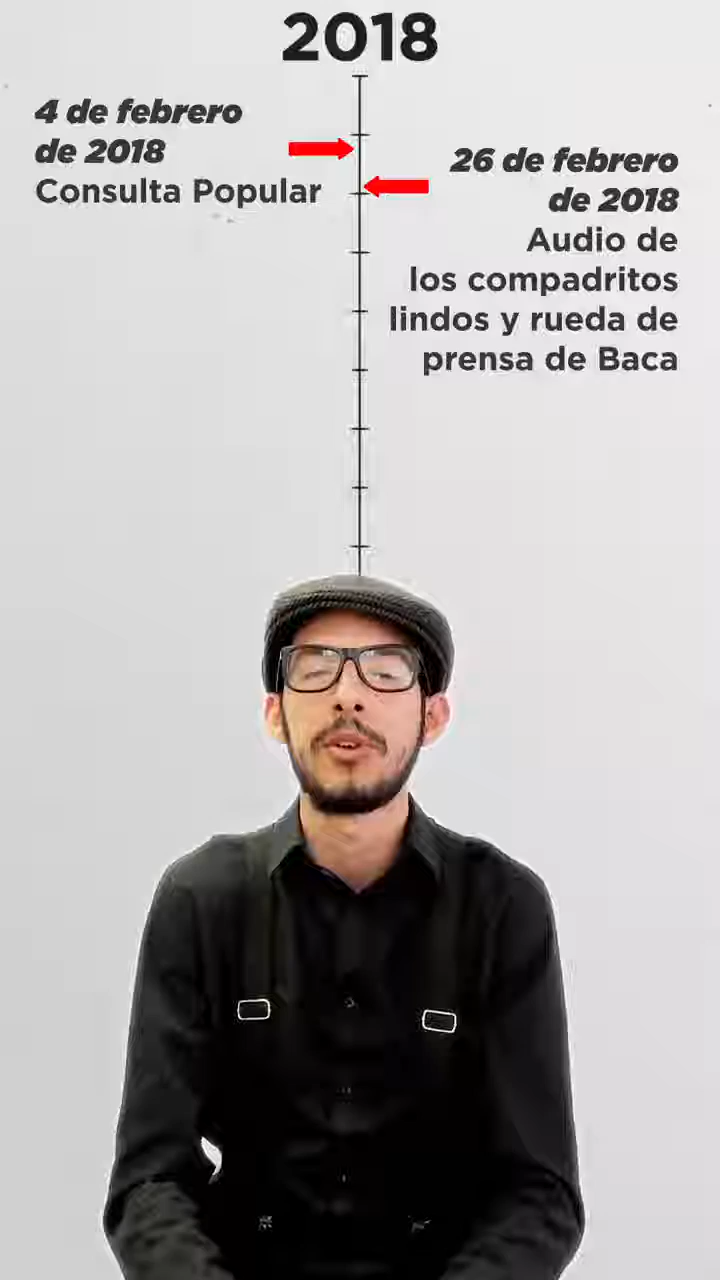 2018
4 de febrero
de 2018
Consulta Popular
26 de febrero
de 2018
Audio de
los compadritos
lindos y rueda de
prensa de Baca